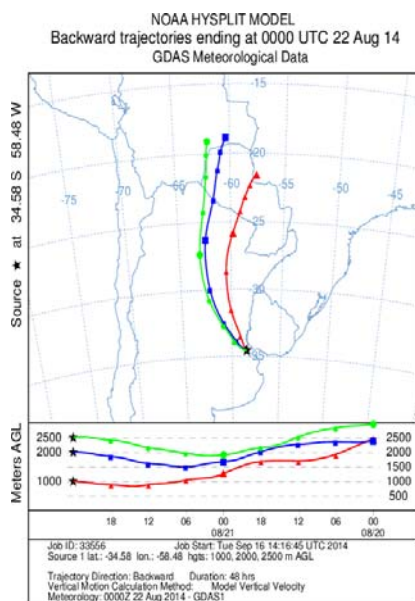 NOAA HYSPLIT MODEL
Backward trajectories ending at 0000 UTC 22 Aug 14
GDAS Meteorological Data
Source ★ at 34.58 S 58.48 W
-15
-20
-75
-70
-65
-60
-55
-50
-45
-25
-30
-35
Meters AGL
2500
2000
1000
2500
2000
1500
1000
500
18 12 06 00 18 12 06 00
08/21 08/20
Job ID: 33556 Job Start: Tue Sep 16 14:16:45 UTC 2014
Source 1 lat.: -34.58 lon.: -58.48 hgts: 1000, 2000, 2500 m AGL
Trajectory Direction: Backward Duration: 48 hrs
Vertical Motion Calculation Method: Model Vertical Velocity
Meteorology: 0000Z 22 Aug 2014 - GDAS1